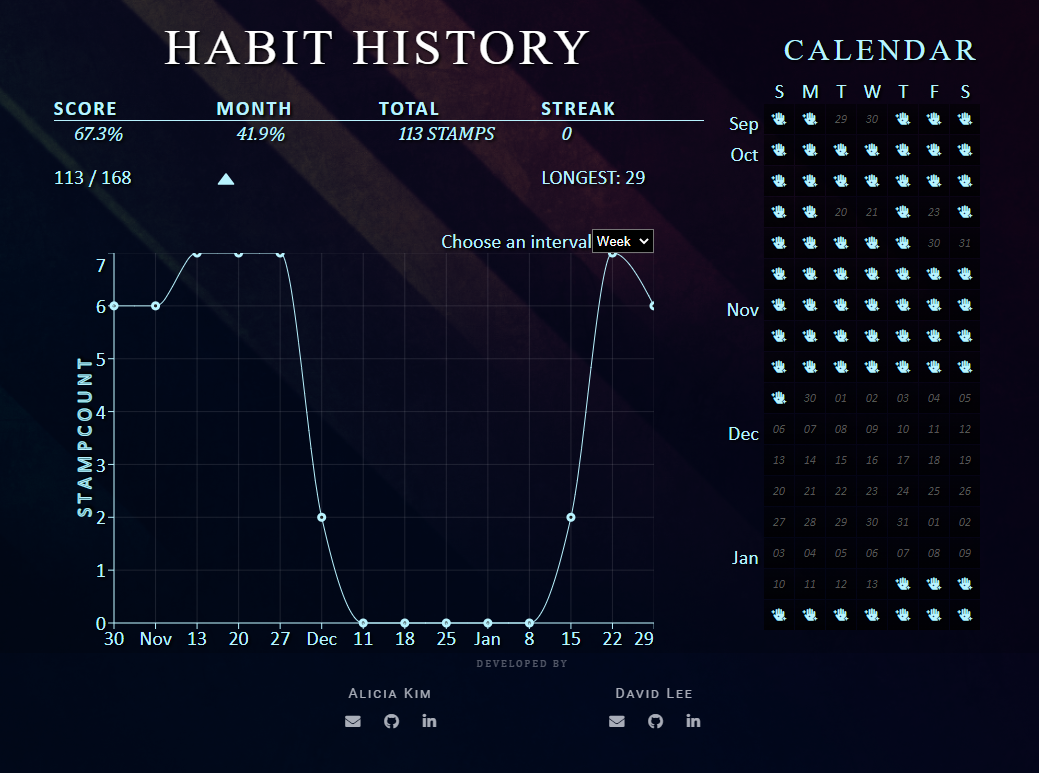 HABIT HISTORY
SCORE MONTH TOTAL STREAK
67.3% 41.9% 113 STAMPS 0
113 / 168 LONGEST: 29
Choose an interval Week
7
6
5
4
3
2
1
0
STAMPCOUNT
30 Nov 13 20 27 Dec 11 18 25 Jan 8 15 22 29
CALENDAR
S M T W T F S
Sep 29 30
Oct
20 21 23
30 31
Nov
30 01 02 03 04 05
Dec 06 07 08 09 10 11 12
13 14 15 16 17 18 19
20 21 22 23 24 25 26
27 28 29 30 31 01 02
Jan 03 04 05 06 07 08 09
10 11 12 13
DEVELOPED BY
Alicia Kim David Lee